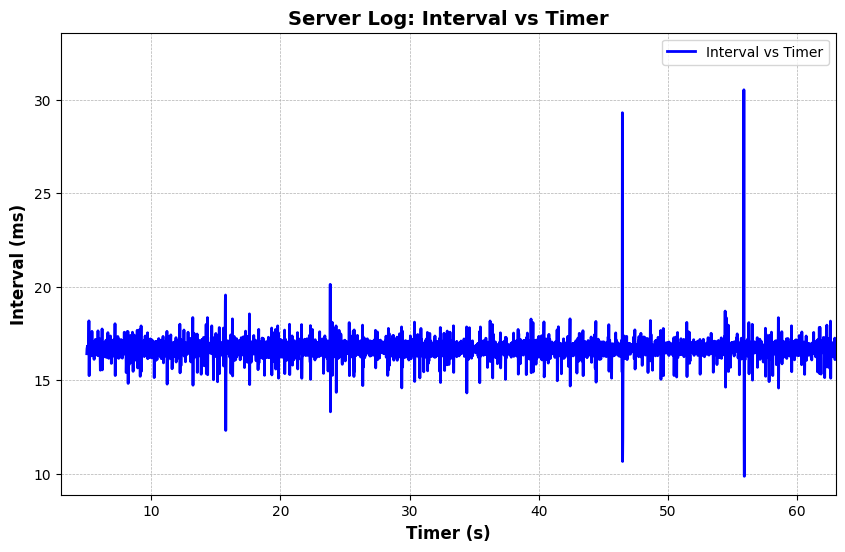 Server Log: Interval vs Timer
Interval vs Timer
30
25
20
15
10
Interval (ms)
10 20 30 40 50 60
Timer (s)